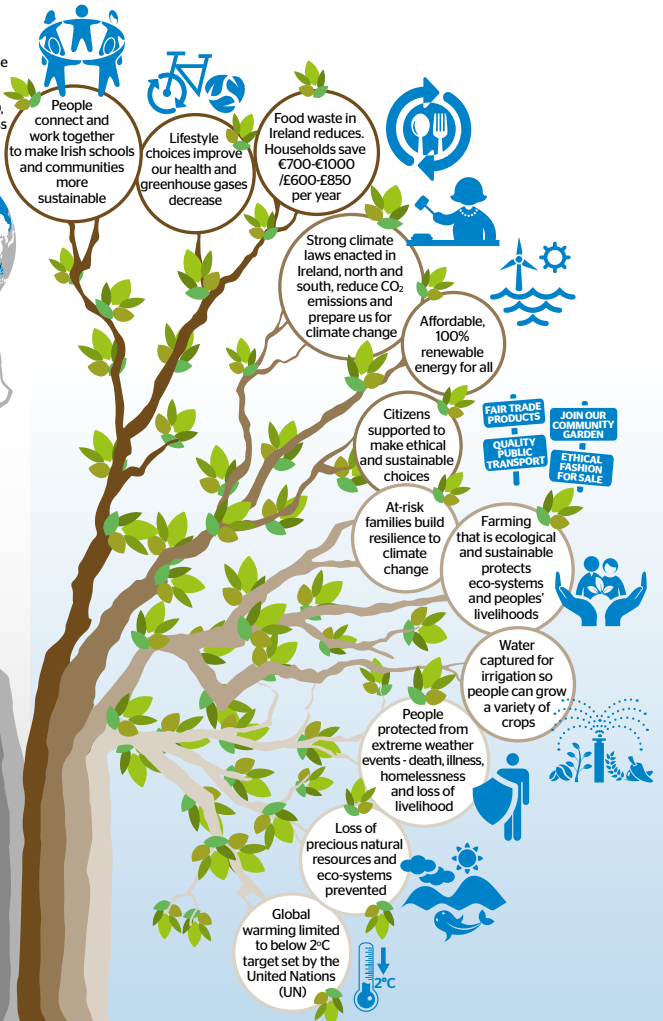 e
,
s
People
connect and
work together
to make Irish schools
and communities
more
sustainable
Lifestyle
choices improve
our health and
greenhouse gases
decrease
Food waste in
Ireland reduces.
Households save
€700-€1000
/£600-£850
per year
Strong climate
laws enacted in
Ireland, north and
south, reduce CO₂
emissions and
prepare us for
climate change
Affordable,
100%
renewable
energy for all
Citizens
supported to
make ethical
and sustainable
choices
FAIR TRADE
PRODUCTS
JOIN OUR
COMMUNITY
GARDEN
QUALITY
PUBLIC
TRANSPORT
ETHICAL
FASHION
FOR SALE
At-risk
families build
resilience to
climate
change
Farming
that is ecological
and sustainable
protects
eco-systems
and peoples'
livelihoods
Water
captured for
irrigation so
people can grow
a variety of
crops
People
protected from
extreme weather
events - death, illness,
homelessness
and loss of
livelihood
Loss of
precious natural
resources and
eco-systems
prevented
Global
warming limited
to below 2ºC
target set by the
United Nations
(UN)
2ºC